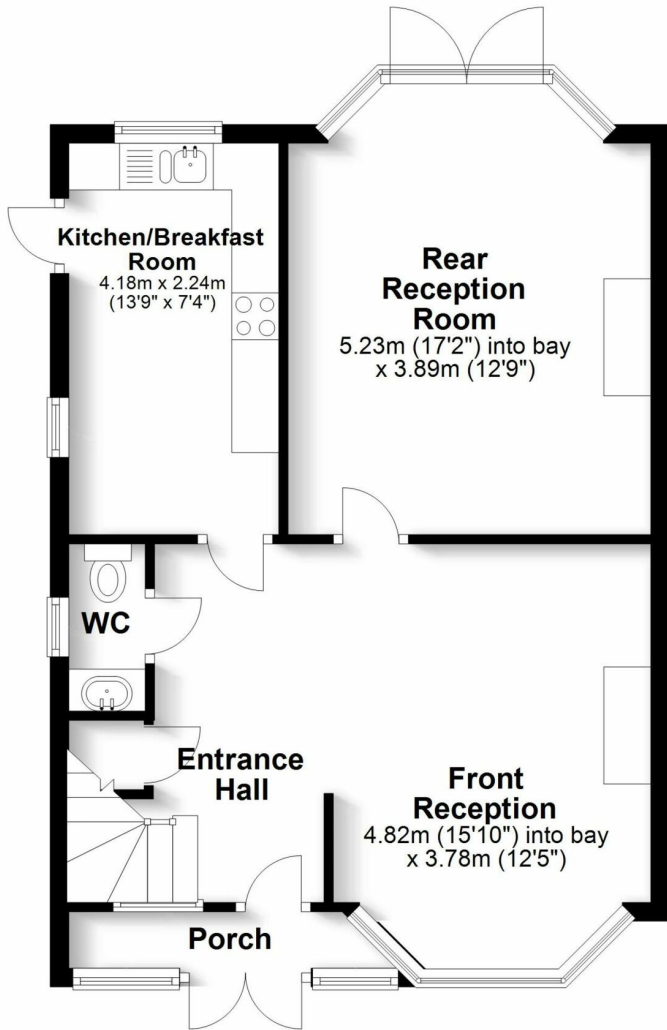 Kitchen/Breakfast
Room
4.18m x 2.24m
(13'9" x 7'4")
Rear
Reception
Room
5.23m (17'2") into bay
x 3.89m (12'9")
WC
Entrance
Hall
Front
Reception
4.82m (15'10") into bay
x 3.78m (12'5")
Porch